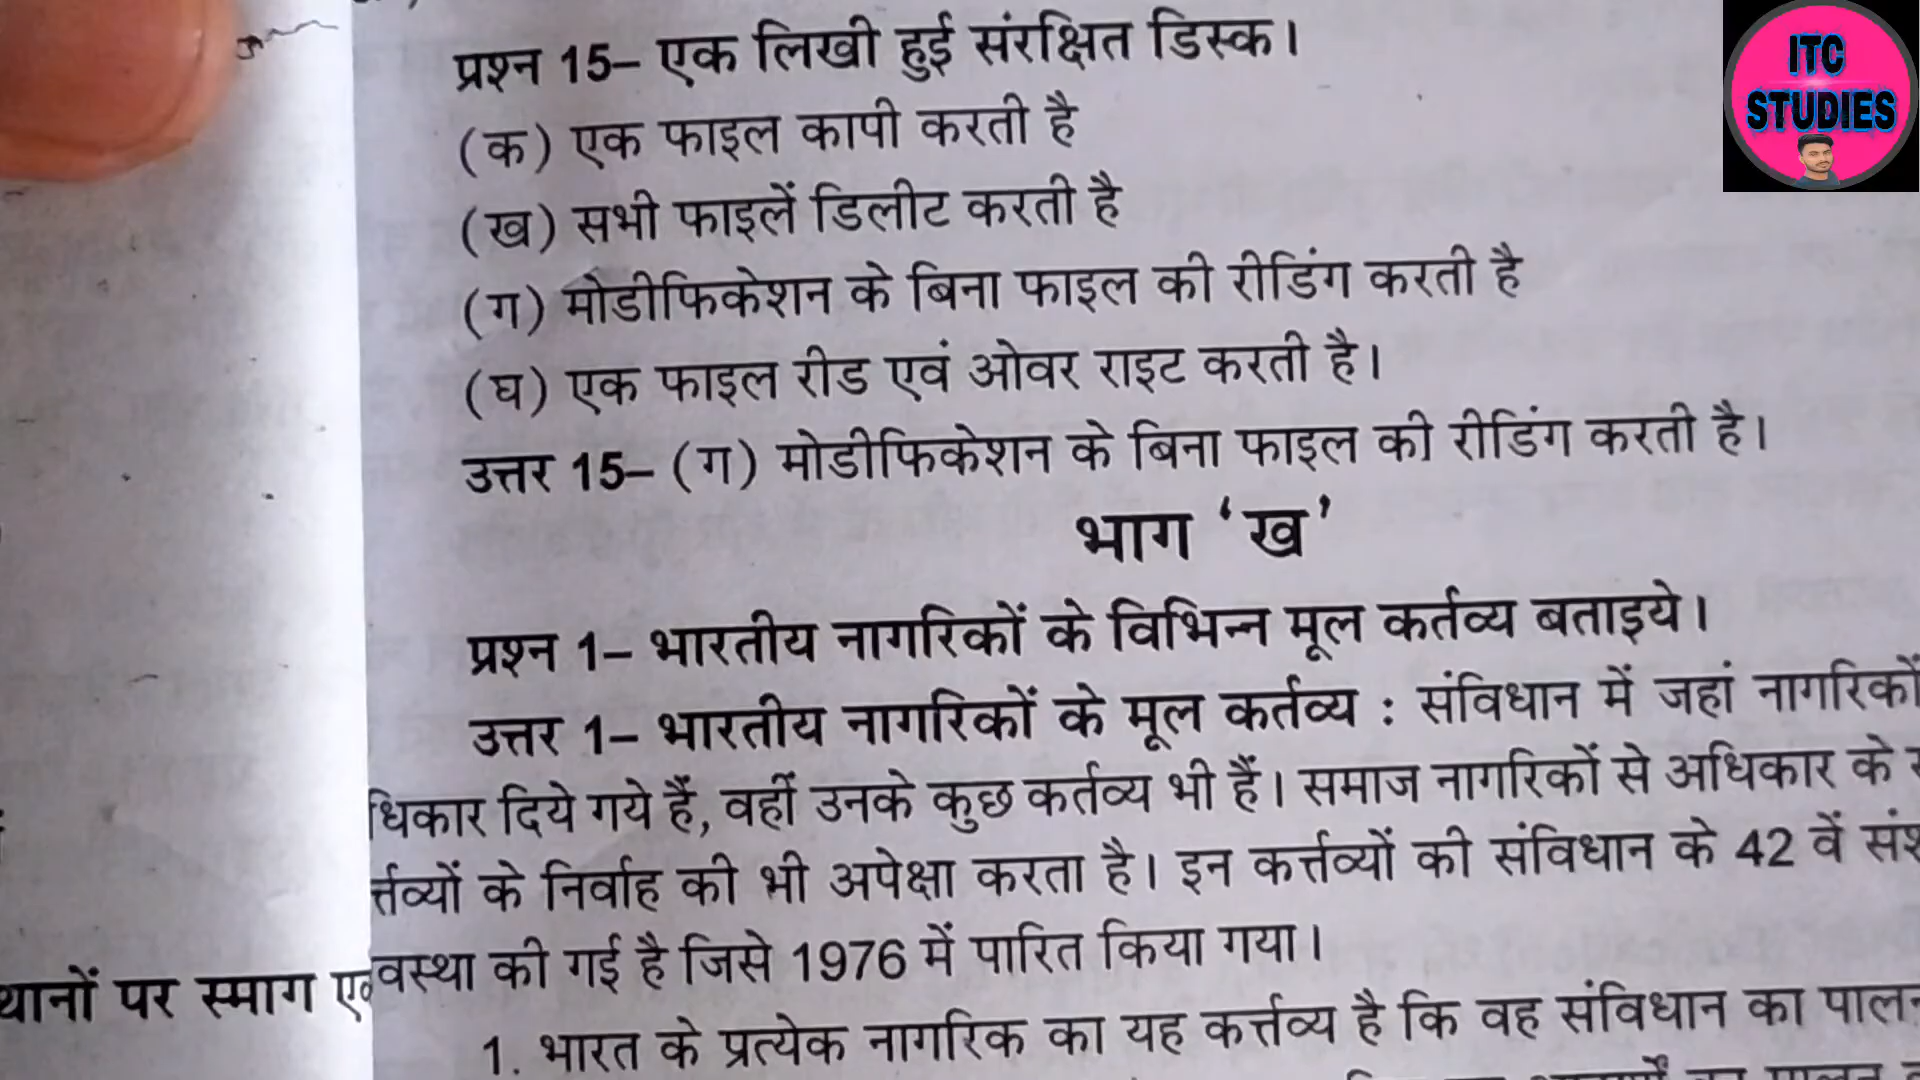 ITC
STUDIES
प्रश्न 15– एक लिखी हुई संरक्षित डिस्क।
(क) एक फाइल कापी करती है
(ख) सभी फाइलें डिलीट करती है
(ग) मोडीफिकेशन के बिना फाइल की रीडिंग करती है
(घ) एक फाइल रीड एवं ओवर राइट करती है।
उत्तर 15– (ग) मोडीफिकेशन के बिना फाइल की रीडिंग करती है।
भाग ‘ख’
प्रश्न 1– भारतीय नागरिकों के विभिन्न मूल कर्तव्य बताइये।
उत्तर 1– भारतीय नागरिकों के मूल कर्तव्य : संविधान में जहां नागरिकों
धिकार दिये गये हैं, वहीं उनके कुछ कर्तव्य भी हैं। समाज नागरिकों से अधिकार के
र्त्तव्यों के निर्वाह की भी अपेक्षा करता है। इन कर्त्तव्यों की संविधान के 42 वें
वस्था की गई है जिसे 1976 में पारित किया गया।
थानों पर स्माग
1. भारत के प्रत्येक नागरिक का यह कर्त्तव्य है कि वह संविधान का पालन